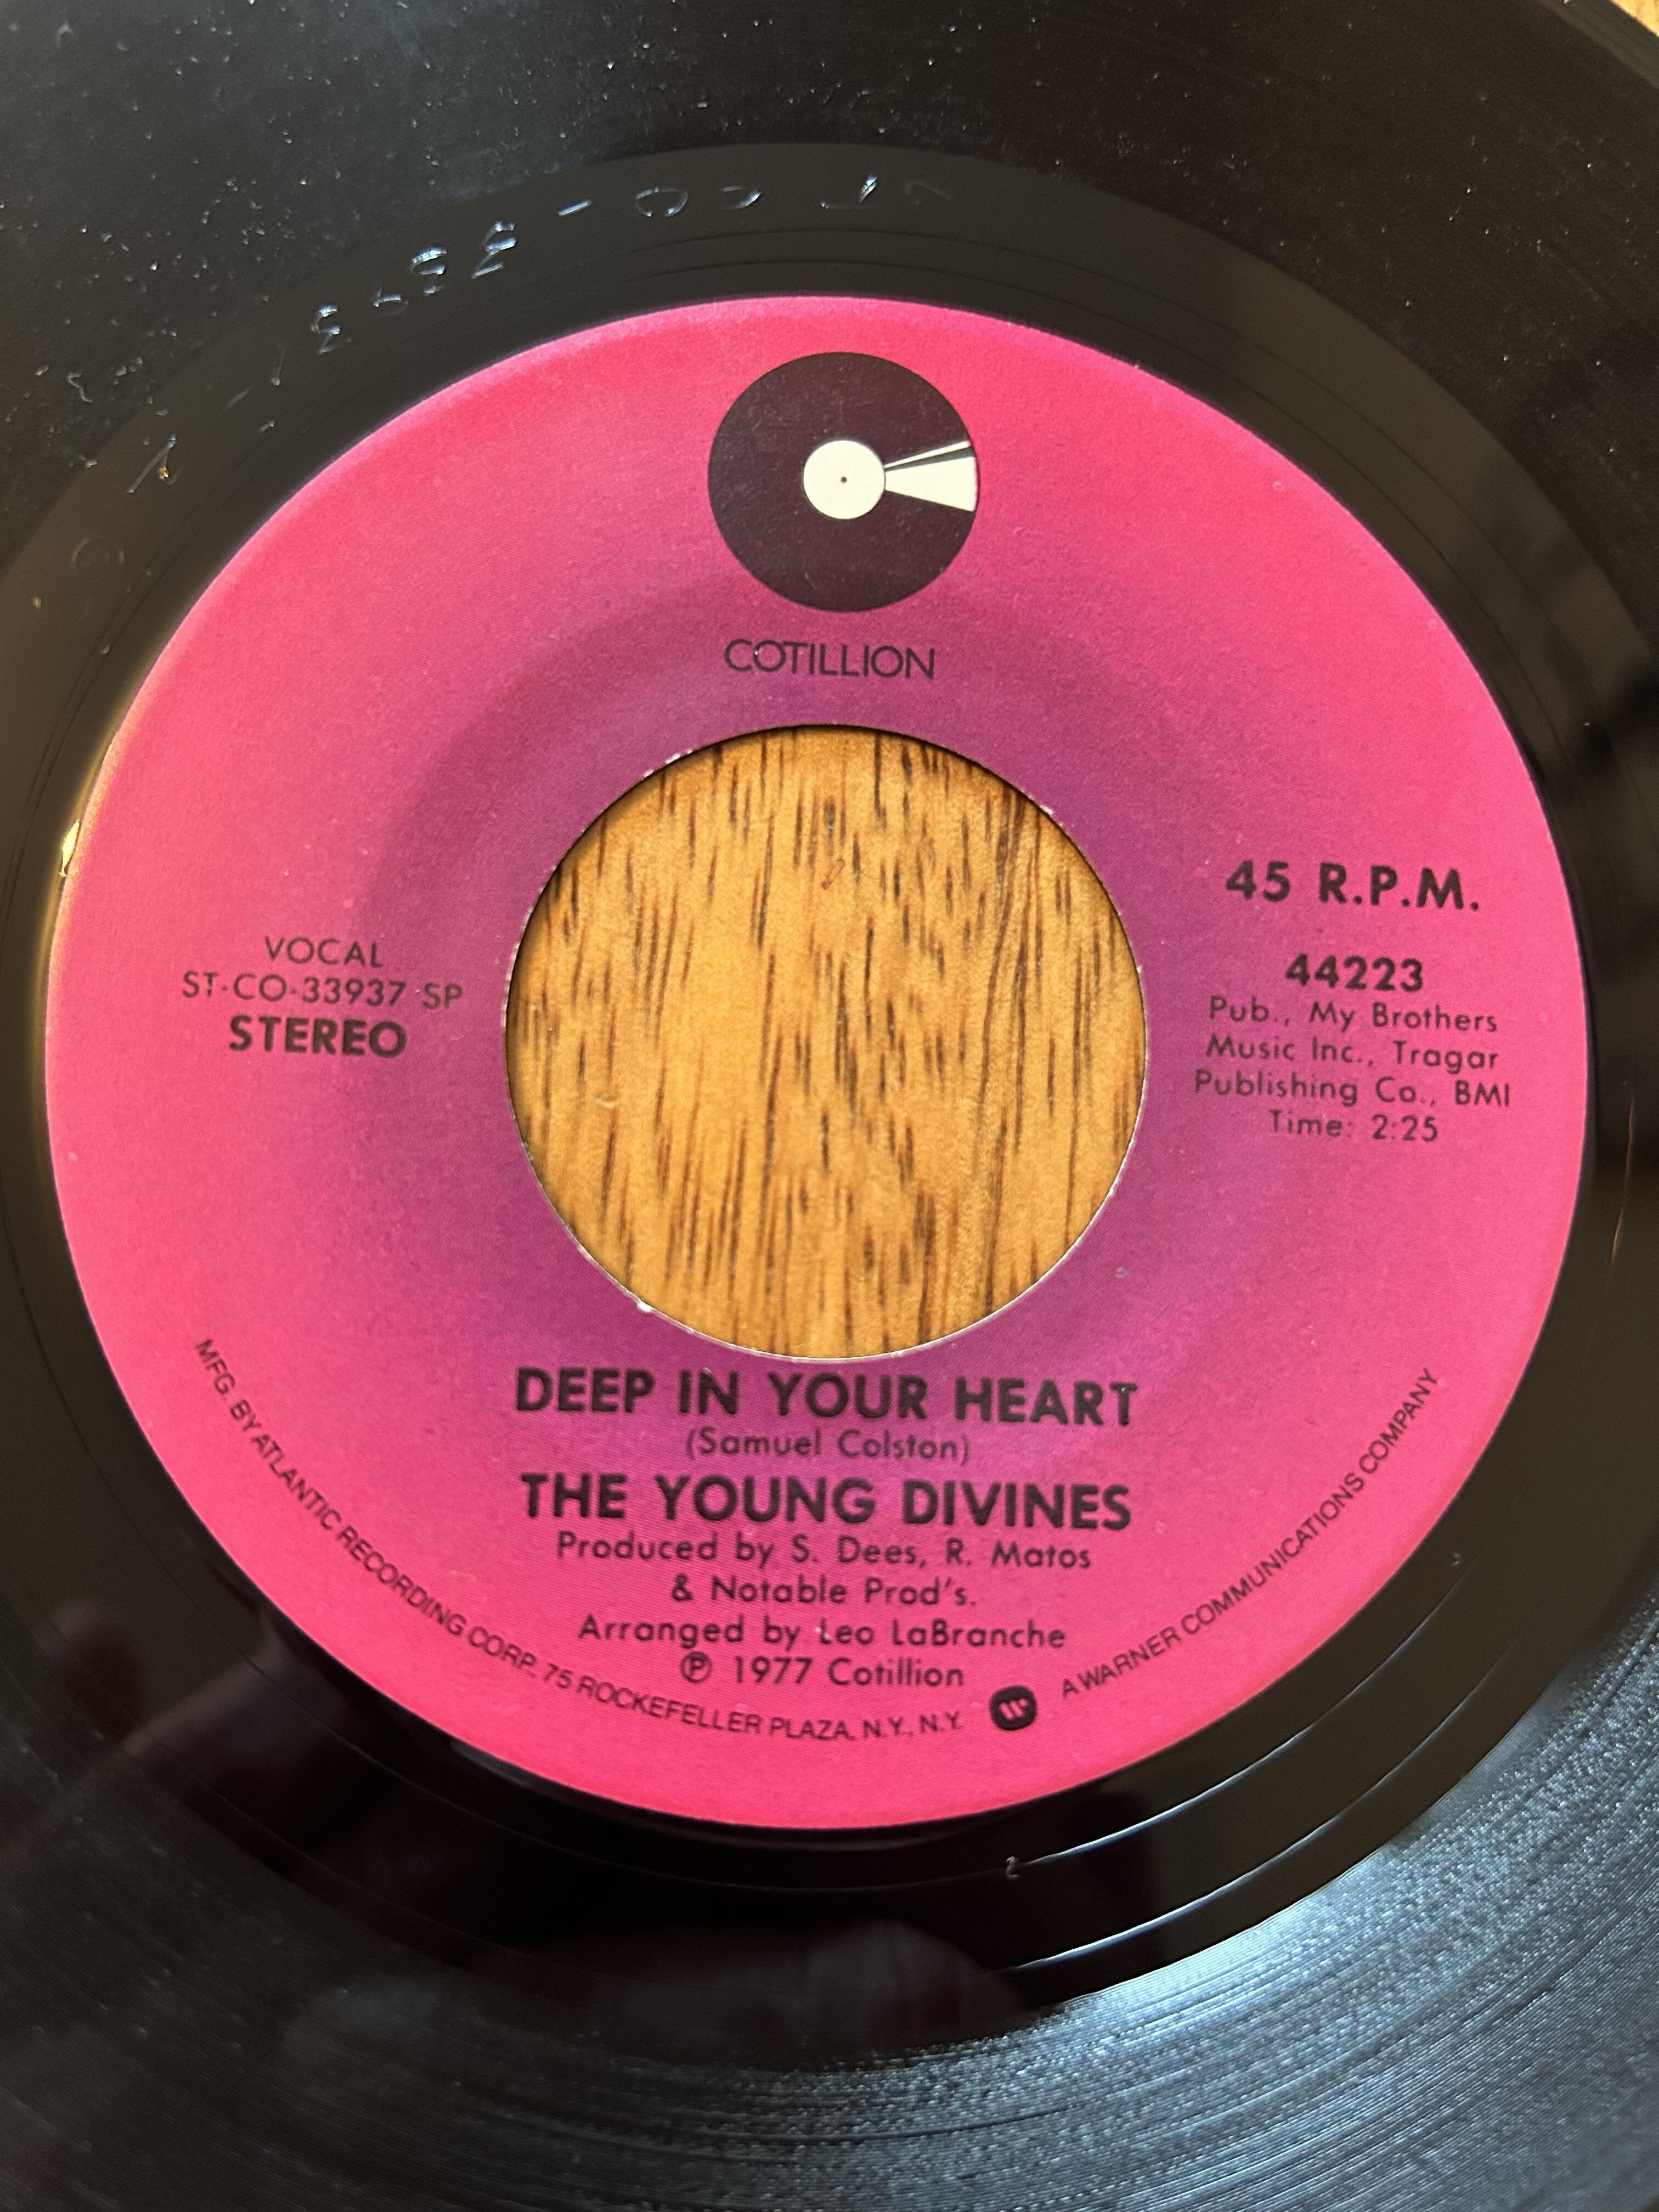 COTILLION
VOCAL
ST-CO-33937 SP
STEREO
45 R.P.M.
44223
Pub., My Brothers
Music Inc., Tragar
Publishing Co., BMI
Time: 2:25
DEEP IN YOUR HEART
(Samuel Colston)
THE YOUNG DIVINES
Produced by S. Dees, R. Matos
& Notable Prod's.
Arranged by Leo LaBranche
℗ 1977 Cotillion
MFG. BY ATLANTIC RECORDING CORP. 75 ROCKEFELLER PLAZA, N.Y., N.Y. W A WARNER COMMUNICATIONS COMPANY